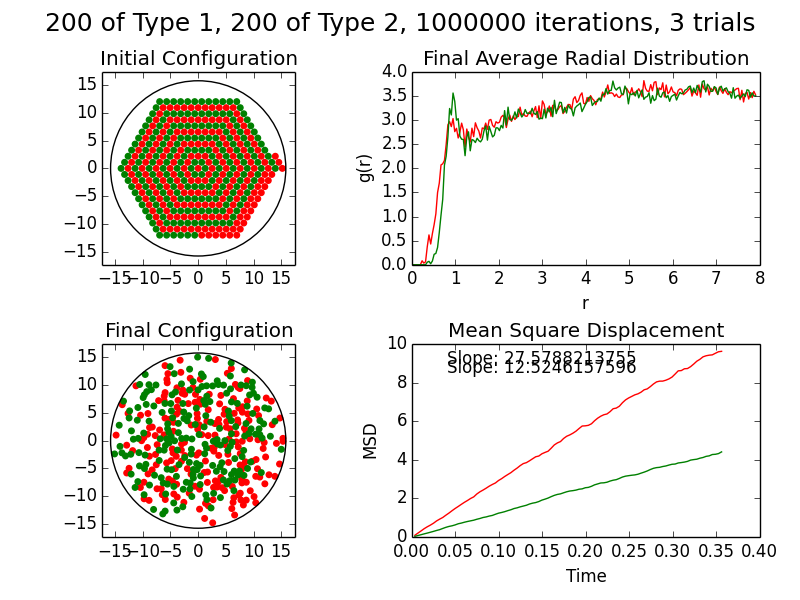 200 of Type 1, 200 of Type 2, 1000000 iterations, 3 trials
Initial Configuration
15
10
5
0
−5
−10
−15
−15−10 −5 0 5 10 15
Final Average Radial Distribution
g(r)
4.0
3.5
3.0
2.5
2.0
1.5
1.0
0.5
0.0
0 1 2 3 4 5 6 7 8
r
Final Configuration
15
10
5
0
−5
−10
−15
−15−10 −5 0 5 10 15
Mean Square Displacement
MSD
10
8
6
4
2
0
Slope: 27.5788213755
Slope: 12.5246157596
0.00 0.05 0.10 0.15 0.20 0.25 0.30 0.35 0.40
Time